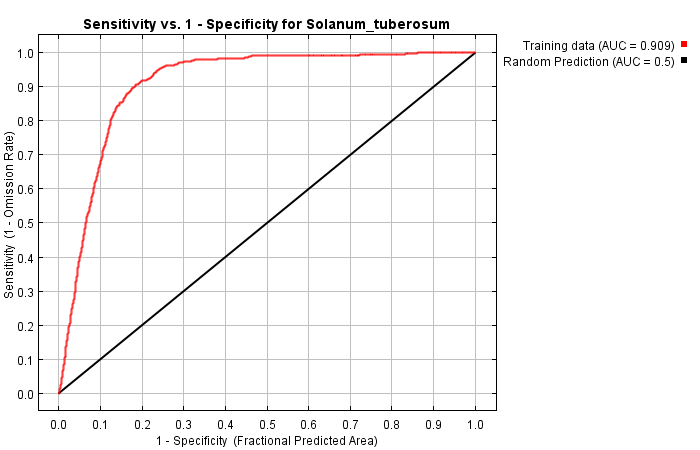 Sensitivity vs. 1 - Specificity for Solanum_tuberosum
Training data (AUC = 0.909)
Random Prediction (AUC = 0.5)
Sensitivity (1 - Omission Rate)
1.0
0.9
0.8
0.7
0.6
0.5
0.4
0.3
0.2
0.1
0.0
0.0 0.1 0.2 0.3 0.4 0.5 0.6 0.7 0.8 0.9 1.0
1 - Specificity (Fractional Predicted Area)